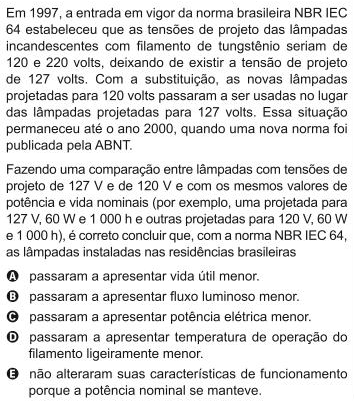 Em 1997, a entrada em vigor da norma brasileira NBR IEC
64 estabeleceu que as tensões de projeto das lâmpadas
incandescentes com filamento de tungstênio seriam de
120 e 220 volts, deixando de existir a tensão de projeto
de 127 volts. Com a substituição, as novas lâmpadas
projetadas para 120 volts passaram a ser usadas no lugar
das lâmpadas projetadas para 127 volts. Essa situação
permaneceu até o ano 2000, quando uma nova norma foi
publicada pela ABNT.
Fazendo uma comparação entre lâmpadas com tensões de
projeto de 127 V e de 120 V e com os mesmos valores de
potência e vida nominais (por exemplo, uma projetada para
127 V, 60 W e 1 000 h e outras projetadas para 120 V, 60 W
e 1 000 h), é correto concluir que, com a norma NBR IEC 64,
as lâmpadas instaladas nas residências brasileiras
A passaram a apresentar vida útil menor.
B passaram a apresentar fluxo luminoso menor.
C passaram a apresentar potência elétrica menor.
D passaram a apresentar temperatura de operação do
filamento ligeiramente menor.
E não alteraram suas características de funcionamento
porque a potência nominal se manteve.